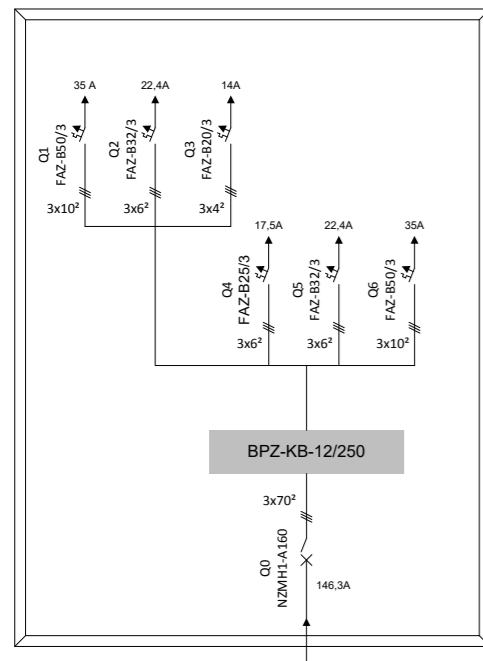 35 A
22,4A
14A
Q1
FAZ-B50/3
Q2
FAZ-B32/3
Q3
FAZ-B20/3
3x10²
3x6²
3x4²
17,5A
22,4A
35A
Q4
FAZ-B25/3
Q5
FAZ-B32/3
Q6
FAZ-B50/3
3x6²
3x6²
3x10²
BPZ-KB-12/250
3x70²
Q0
NZMH1-A160
146,3A